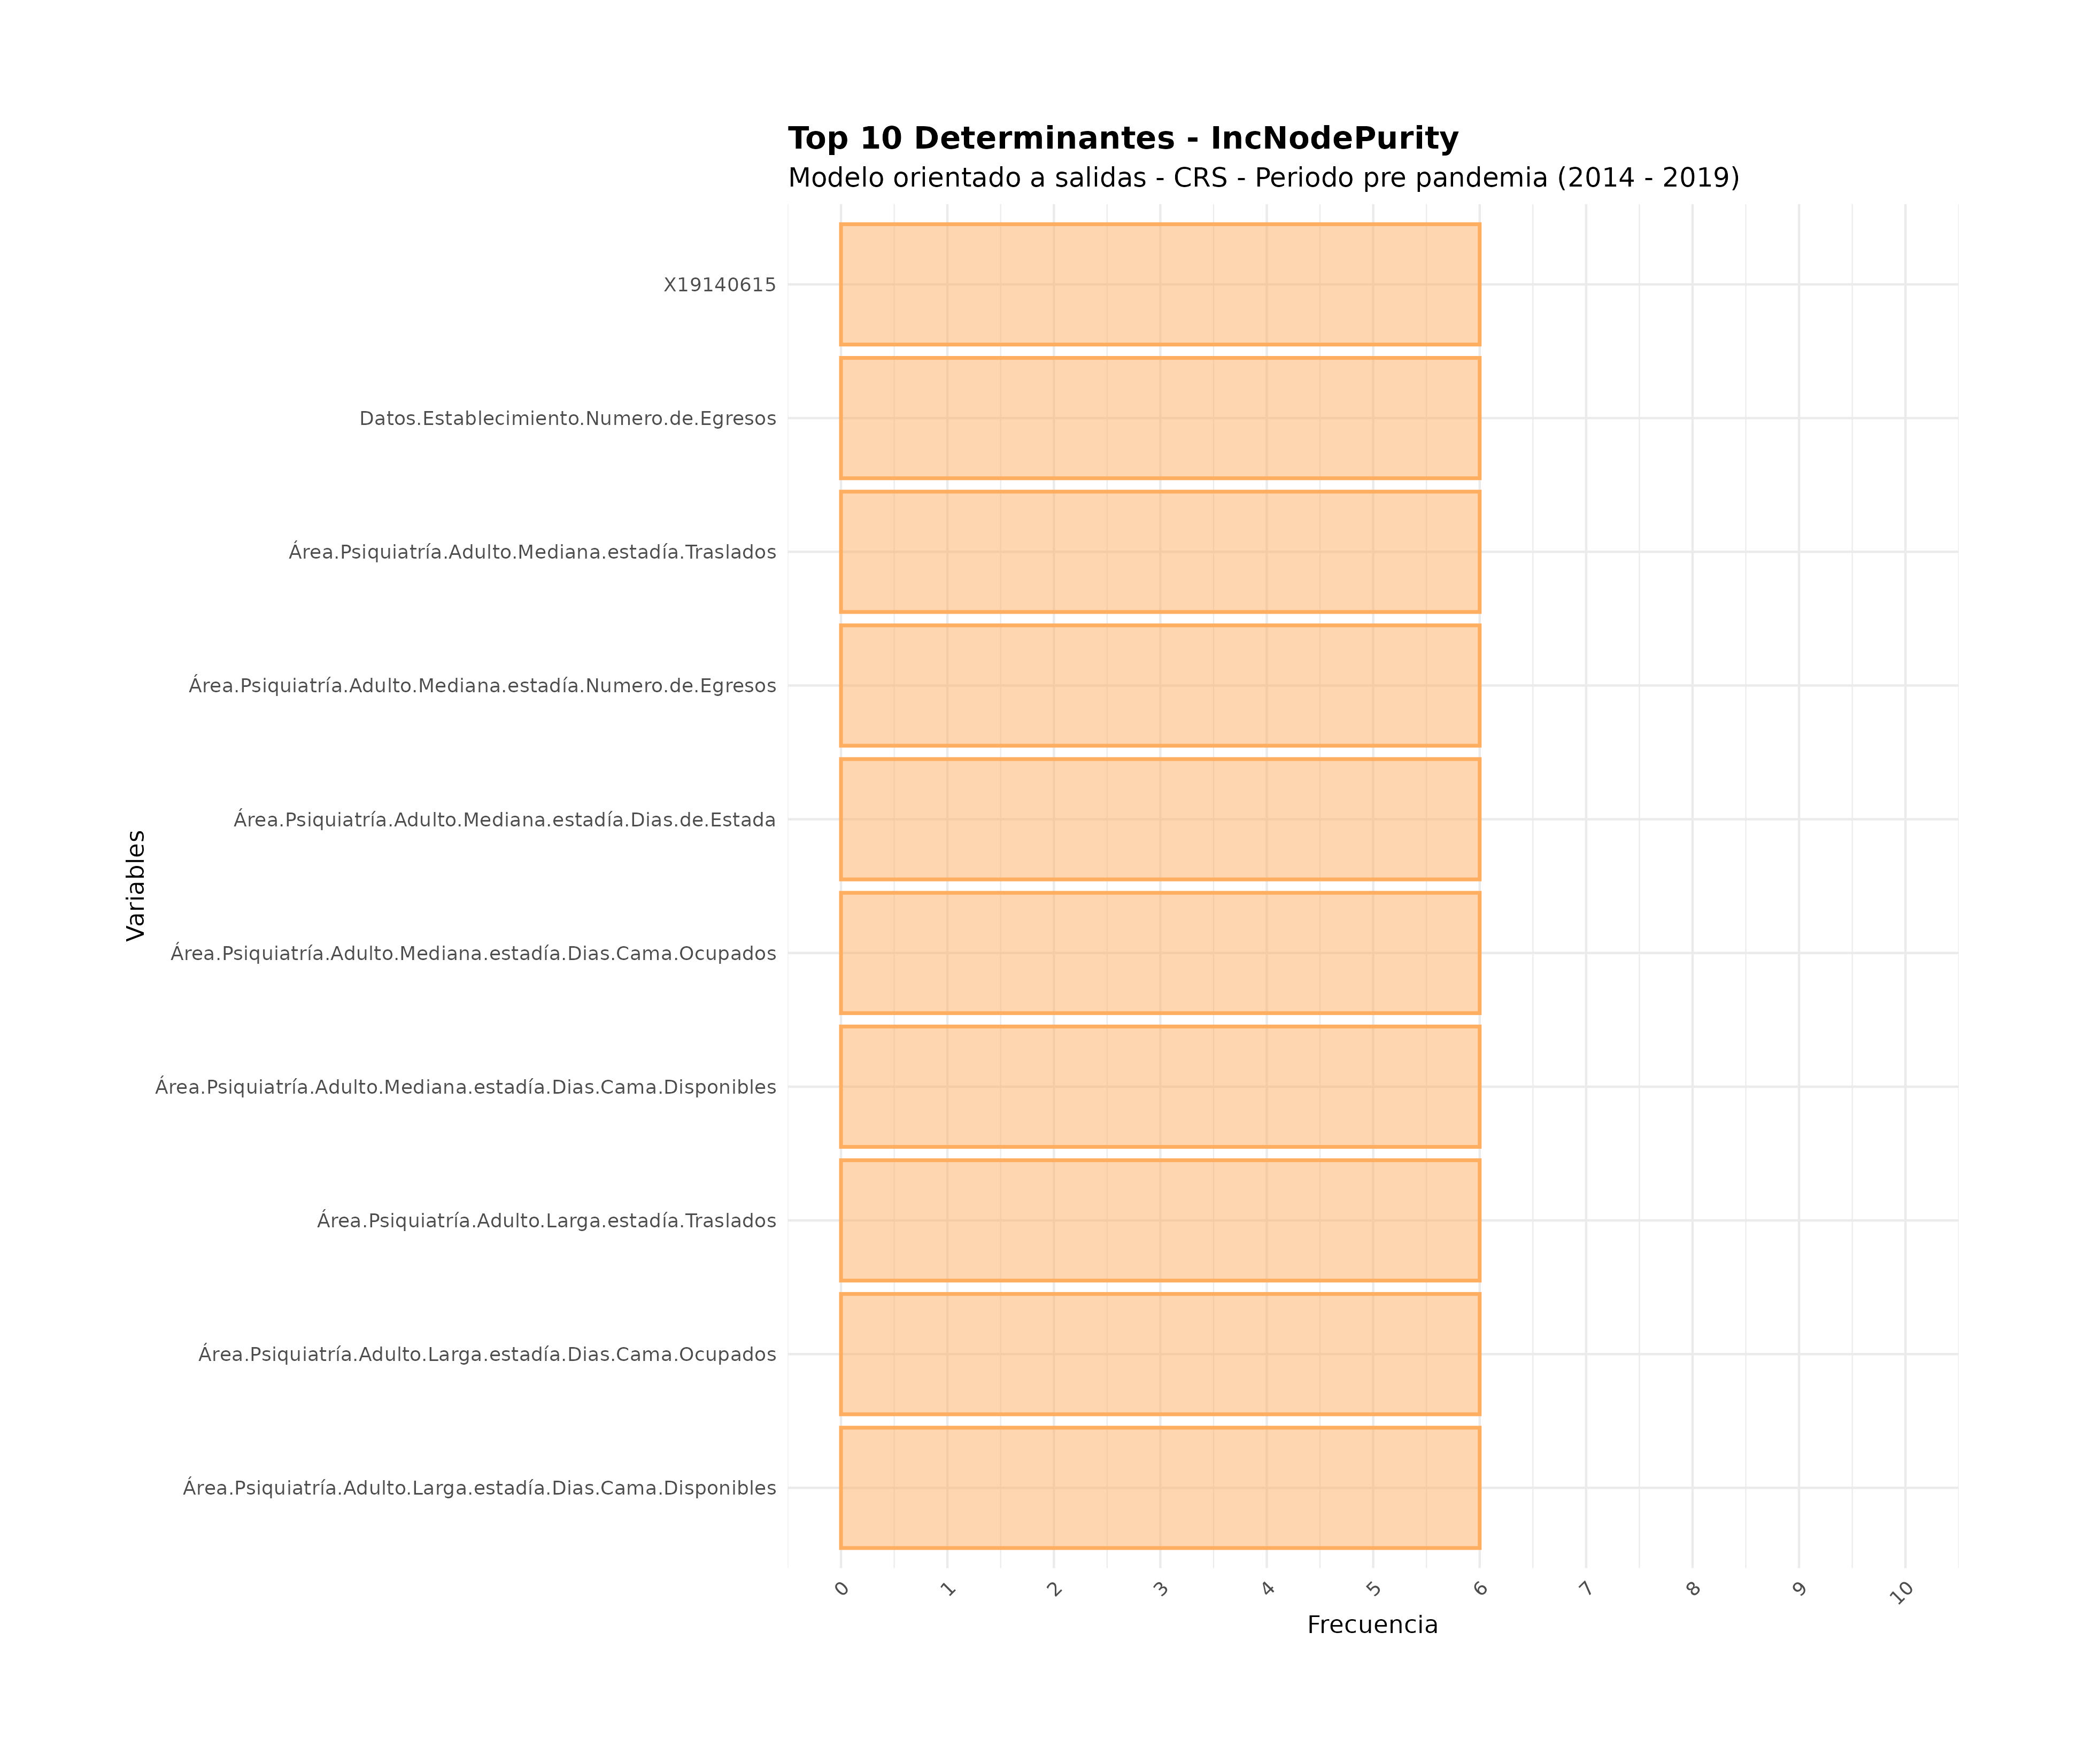 Top 10 Determinantes - IncNodePurity
Modelo orientado a salidas - CRS - Periodo pre pandemia (2014 - 2019)
Variables
X19140615
Datos.Establecimiento.Numero.de.Egresos
Área.Psiquiatría.Adulto.Mediana.estadía.Traslados
Área.Psiquiatría.Adulto.Mediana.estadía.Numero.de.Egresos
Área.Psiquiatría.Adulto.Mediana.estadía.Dias.de.Estada
Área.Psiquiatría.Adulto.Mediana.estadía.Dias.Cama.Ocupados
Área.Psiquiatría.Adulto.Mediana.estadía.Dias.Cama.Disponibles
Área.Psiquiatría.Adulto.Larga.estadía.Traslados
Área.Psiquiatría.Adulto.Larga.estadía.Dias.Cama.Ocupados
Área.Psiquiatría.Adulto.Larga.estadía.Dias.Cama.Disponibles
0 1 2 3 4 5 6 7 8 9 10
Frecuencia